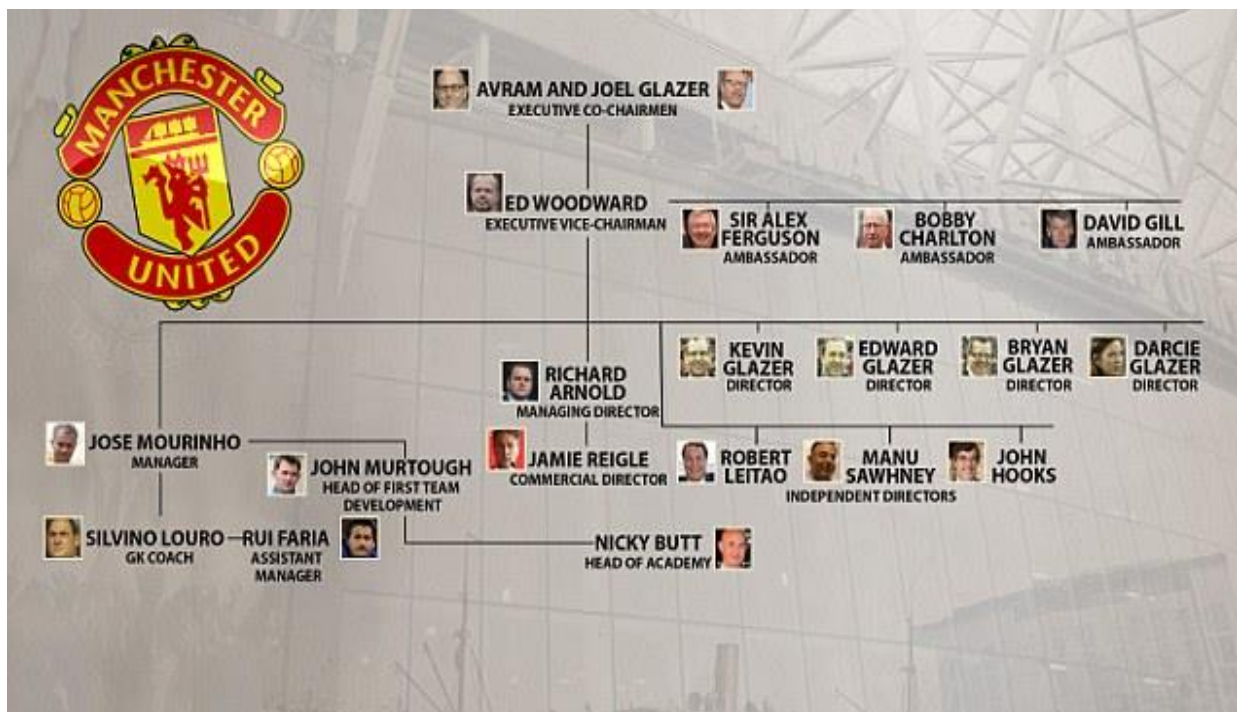 MANCHESTER
UNITED
AVRAM AND JOEL GLAZER
EXECUTIVE CO-CHAIRMEN
ED WOODWARD
EXECUTIVE VICE-CHAIRMAN
SIR ALEX
FERGUSON
AMBASSADOR
BOBBY
CHARLTON
AMBASSADOR
DAVID GILL
AMBASSADOR
KEVIN
GLAZER
DIRECTOR
EDWARD
GLAZER
DIRECTOR
BRYAN
GLAZER
DIRECTOR
DARCIE
GLAZER
DIRECTOR
RICHARD
ARNOLD
MANAGING DIRECTOR
JOSE MOURINHO
MANAGER
JOHN MURTOUGH
HEAD OF FIRST TEAM
DEVELOPMENT
JAMIE REIGLE
COMMERCIAL DIRECTOR
ROBERT
LEITAO
MANU
SAWHNEY
JOHN
HOOKS
INDEPENDENT DIRECTORS
SILVINO LOURO
GK COACH
RUI FARIA
ASSISTANT
MANAGER
NICKY BUTT
HEAD OF ACADEMY